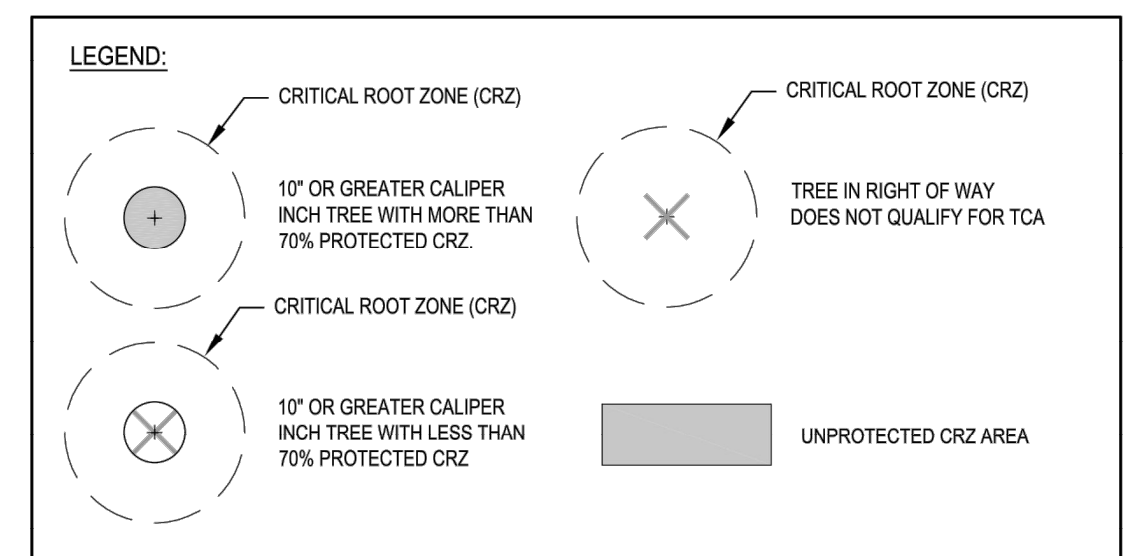 LEGEND:
CRITICAL ROOT ZONE (CRZ)
10" OR GREATER CALIPER
INCH TREE WITH MORE THAN
70% PROTECTED CRZ.
CRITICAL ROOT ZONE (CRZ)
10" OR GREATER CALIPER
INCH TREE WITH LESS THAN
70% PROTECTED CRZ
CRITICAL ROOT ZONE (CRZ)
TREE IN RIGHT OF WAY
DOES NOT QUALIFY FOR TCA
UNPROTECTED CRZ AREA